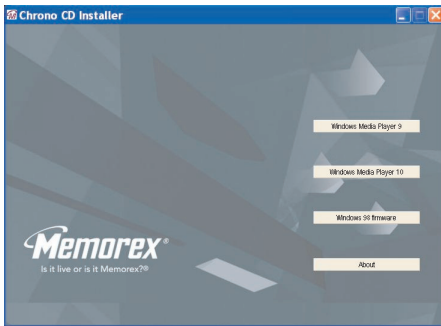 Chrono CD Installer
Windows Media Player 9
Windows Media Player 10
Windows 98 firmware
Memorex®
Is it live or is it Memorex?®
About